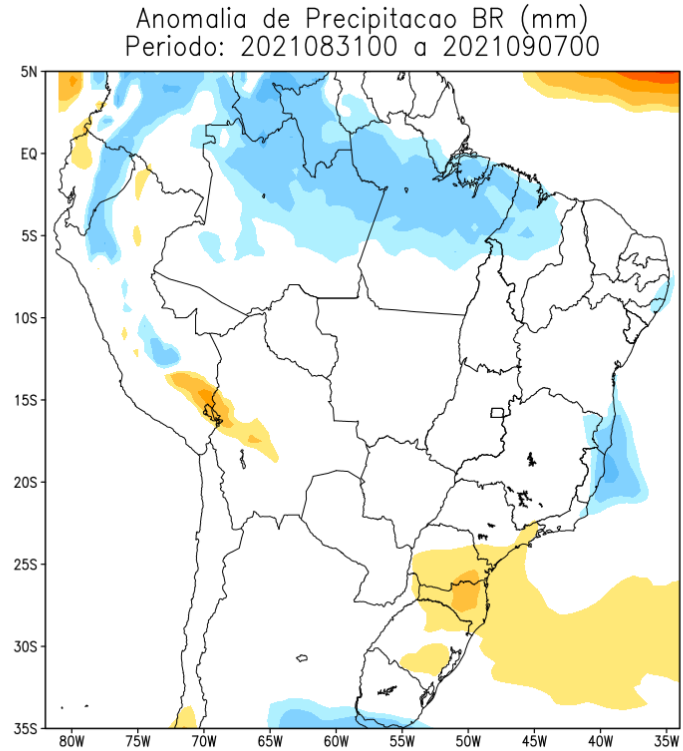 Anomalia de Precipitacao BR (mm)
Periodo: 2021083100 a 2021090700
5N
EQ
5S
10S
15S
20S
25S
30S
35S
80W 75W 70W 65W 60W 55W 50W 45W 40W 35W